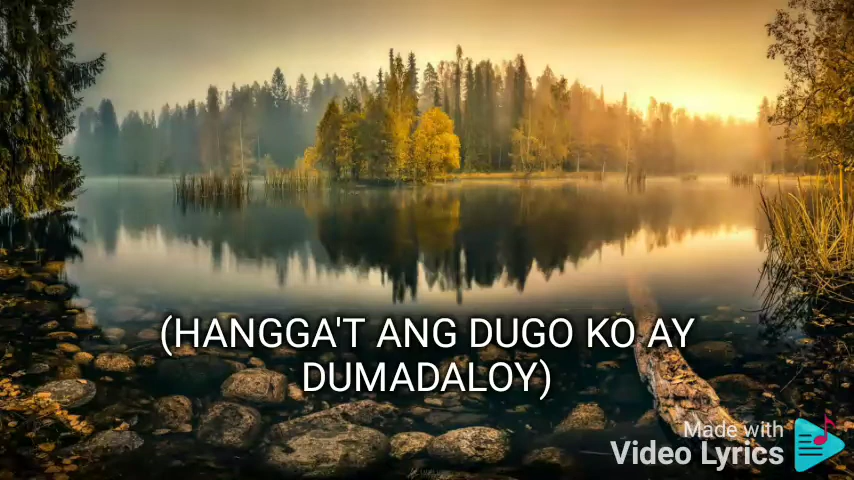 (HANGGA'T ANG DUGO KO AY
DUMADALOY)
Made with
Video Lyrics